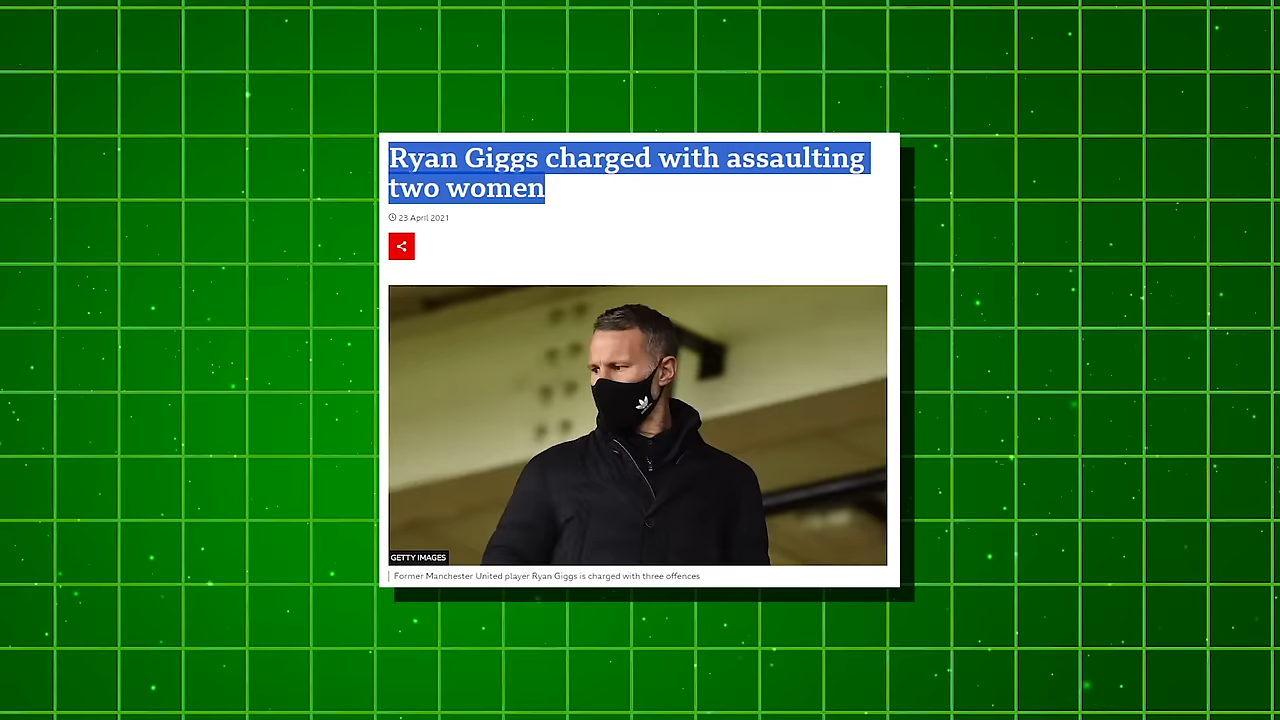 Ryan Giggs charged with assaulting
two women
23 April 2021
GETTY IMAGES
Former Manchester United player Ryan Giggs is charged with three offences